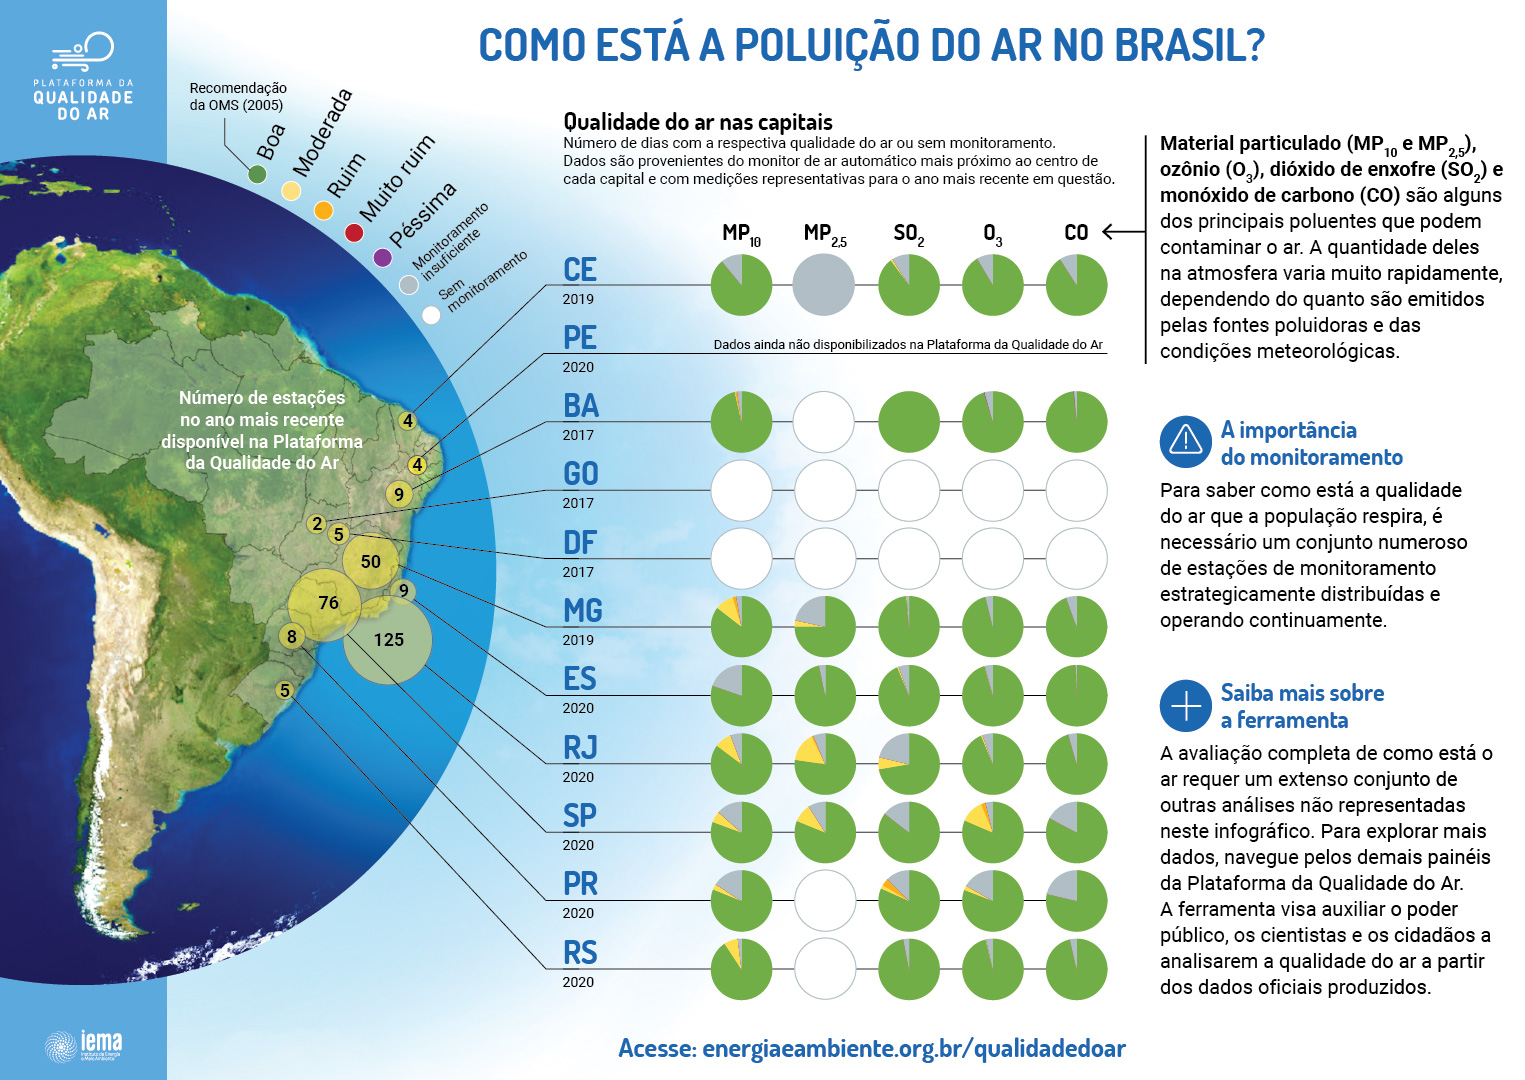 COMO ESTÁ A POLUIÇÃO DO AR NO BRASIL?
PLATAFORMA DA
QUALIDADE
DO AR
Recomendação
da OMS (2005)
Boa
Moderada
Ruim
Muito ruim
Péssima
Monitoramento
insuficiente
Sem
monitoramento
Número de estações
no ano mais recente
disponível na Plataforma
da Qualidade do Ar
4
4
9
2
5
50
9
76
125
8
5
Qualidade do ar nas capitais
Número de dias com a respectiva qualidade do ar ou sem monitoramento.
Dados são provenientes do monitor de ar automático mais próximo ao centro de
cada capital e com medições representativas para o ano mais recente em questão.
MP10 MP2,5 SO2 O3 CO
CE
2019
PE
Dados ainda não disponibilizados na Plataforma da Qualidade do Ar
2020
BA
2017
GO
2017
DF
2017
MG
2019
ES
2020
RJ
2020
SP
2020
PR
2020
RS
2020
Material particulado (MP10 e MP2,5),
ozônio (O3), dióxido de enxofre (SO2) e
monóxido de carbono (CO) são alguns
dos principais poluentes que podem
contaminar o ar. A quantidade deles
na atmosfera varia muito rapidamente,
dependendo do quanto são emitidos
pelas fontes poluidoras e das
condições meteorológicas.
A importância
do monitoramento
Para saber como está a qualidade
do ar que a população respira, é
necessário um conjunto numeroso
de estações de monitoramento
estrategicamente distribuídas e
operando continuamente.
Saiba mais sobre
a ferramenta
A avaliação completa de como está o
ar requer um extenso conjunto de
outras análises não representadas
neste infográfico. Para explorar mais
dados, navegue pelos demais painéis
da Plataforma da Qualidade do Ar.
A ferramenta visa auxiliar o poder
público, os cientistas e os cidadãos a
analisarem a qualidade do ar a partir
dos dados oficiais produzidos.
iema
Instituto de Energia
e Meio Ambiente
Acesse: energiaeambiente.org.br/qualidadedoar